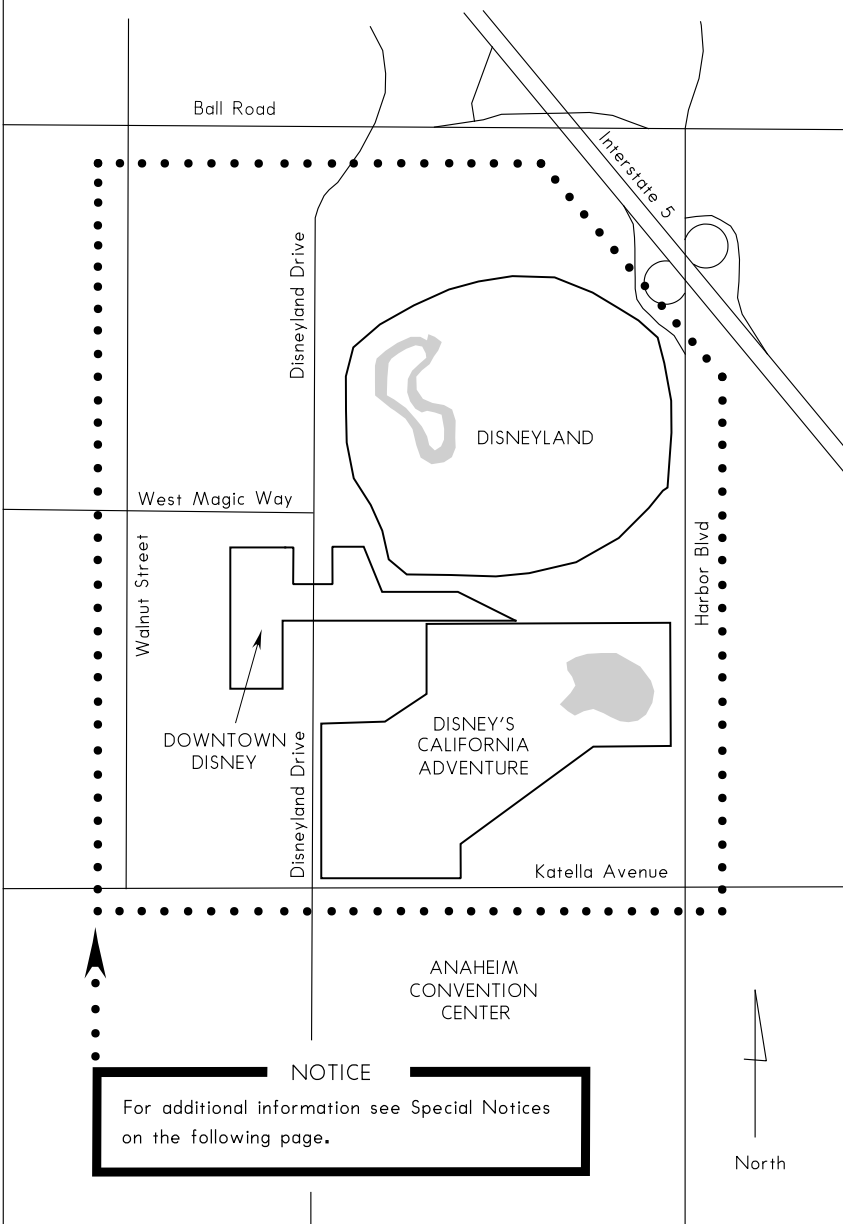 Ball Road
Interstate 5
Disneyland Drive
DISNEYLAND
West Magic Way
Walnut Street
Harbor Blvd
DOWNTOWN
DISNEY
Disneyland Drive
DISNEY'S
CALIFORNIA
ADVENTURE
Katella Avenue
ANAHEIM
CONVENTION
CENTER
NOTICE
For additional information see Special Notices
on the following page.
North